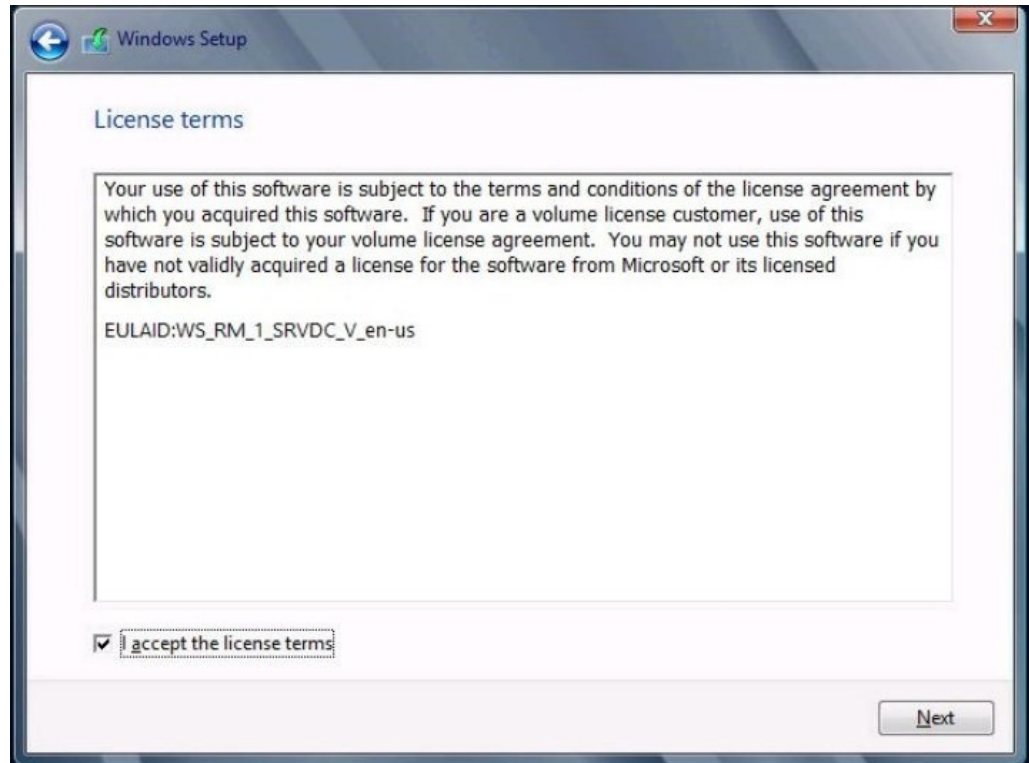 Windows Setup
License terms
Your use of this software is subject to the terms and conditions of the license agreement by
which you acquired this software.  If you are a volume license customer, use of this
software is subject to your volume license agreement.  You may not use this software if you
have not validly acquired a license for the software from Microsoft or its licensed
distributors.
EULAID:WS_RM_1_SRVDC_V_en-us
I accept the license terms
Next